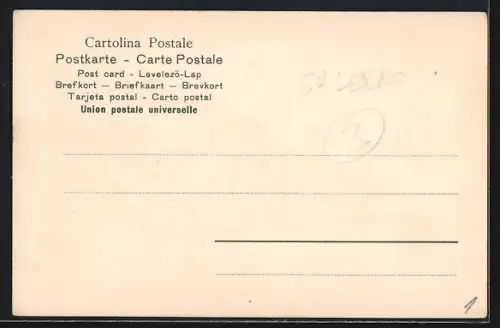 Cartolina Postale
Postkarte - Carte Postale
Post card - Levelező-Lap
Brefkort — Briefkaart — Brevkort
Tarjeta postal - Carto postal
Union postale universelle